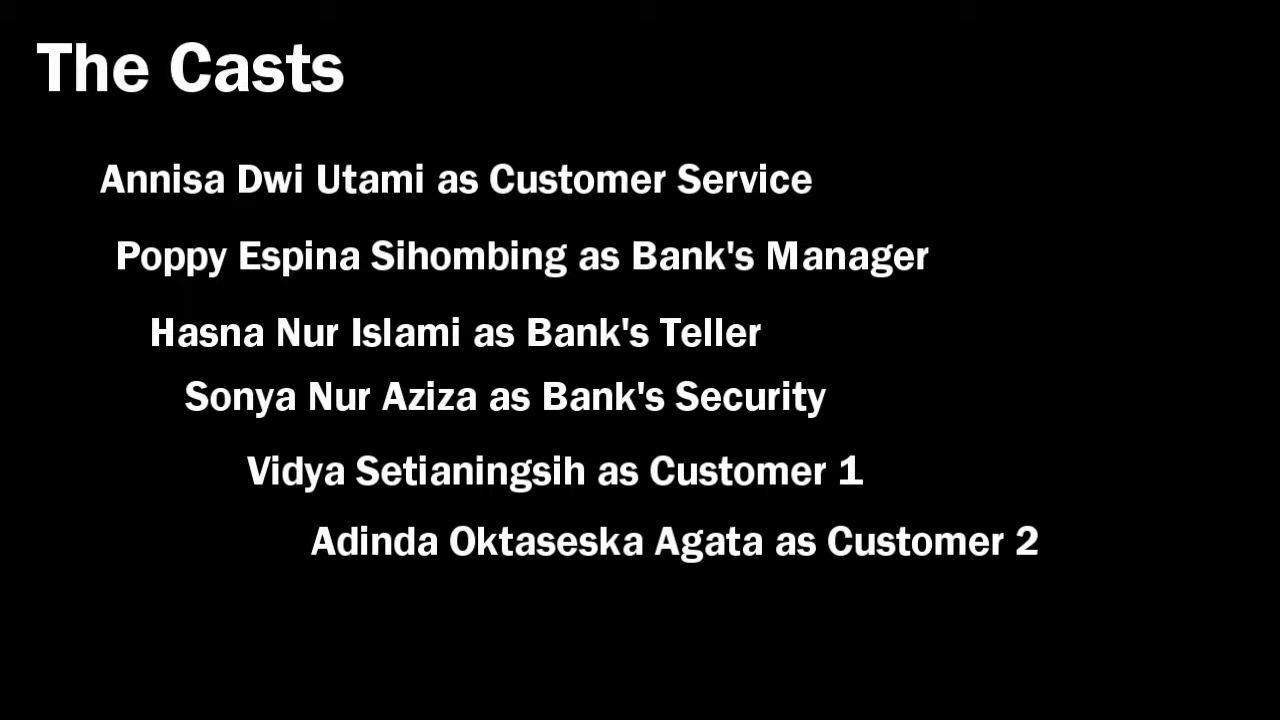 The Casts
Annisa Dwi Utami as Customer Service
Poppy Espina Sihombing as Bank's Manager
Hasna Nur Islami as Bank's Teller
Sonya Nur Aziza as Bank's Security
Vidya Setianingsih as Customer 1
Adinda Oktaseska Agata as Customer 2